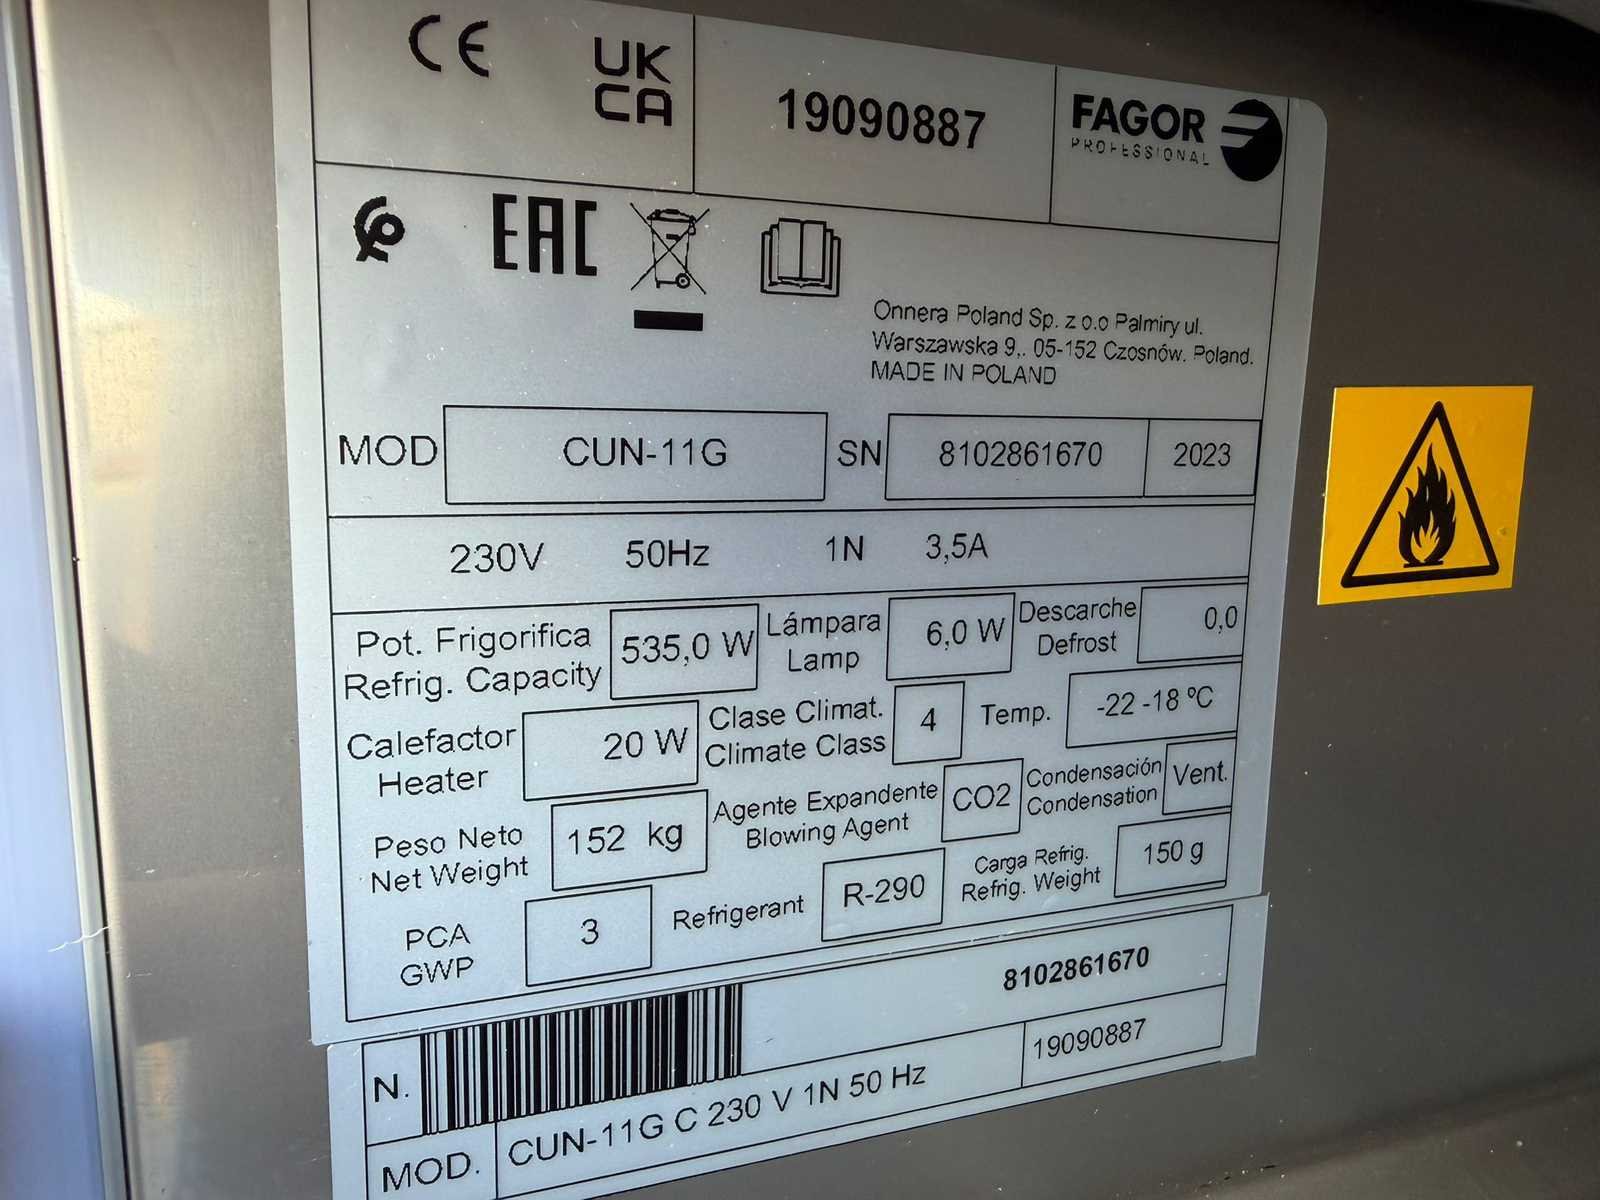 CE
UK
CA
19090887
FAGOR
PROFESSIONAL
EAC
Onnera Poland Sp. z o.o Palmiry ul.
Warszawska 9,. 05-152 Czosnów. Poland.
MADE IN POLAND
MOD CUN-11G SN 8102861670 2023
230V 50Hz 1N 3,5A
Pot. Frigorifica
Refrig. Capacity
535,0 W
Lámpara
Lamp
6,0 W
Descarche
Defrost
0,0
Calefactor
Heater
20 W
Clase Climat.
Climate Class
4
Temp.
-22 -18 ºC
Peso Neto
Net Weight
152 kg
Agente Expandente
Blowing Agent
CO2
Condensación
Condensation
Vent.
PCA
GWP
3
Refrigerant
R-290
Carga Refrig.
Refrig. Weight
150 g
N.
8102861670
MOD. CUN-11G C 230 V 1N 50 Hz
19090887